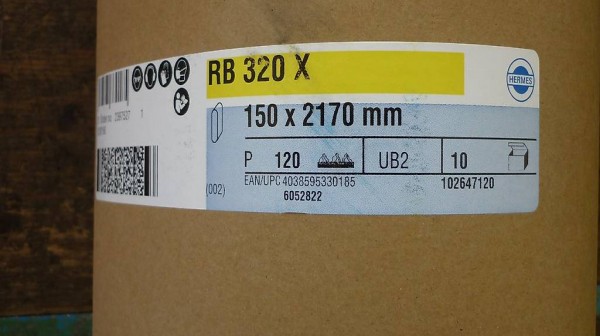 RB 320 X
HERMES
150 x 2170 mm
P 120 UB2 10
EAN/UPC 4038595330185 102647120
(002) 6052822